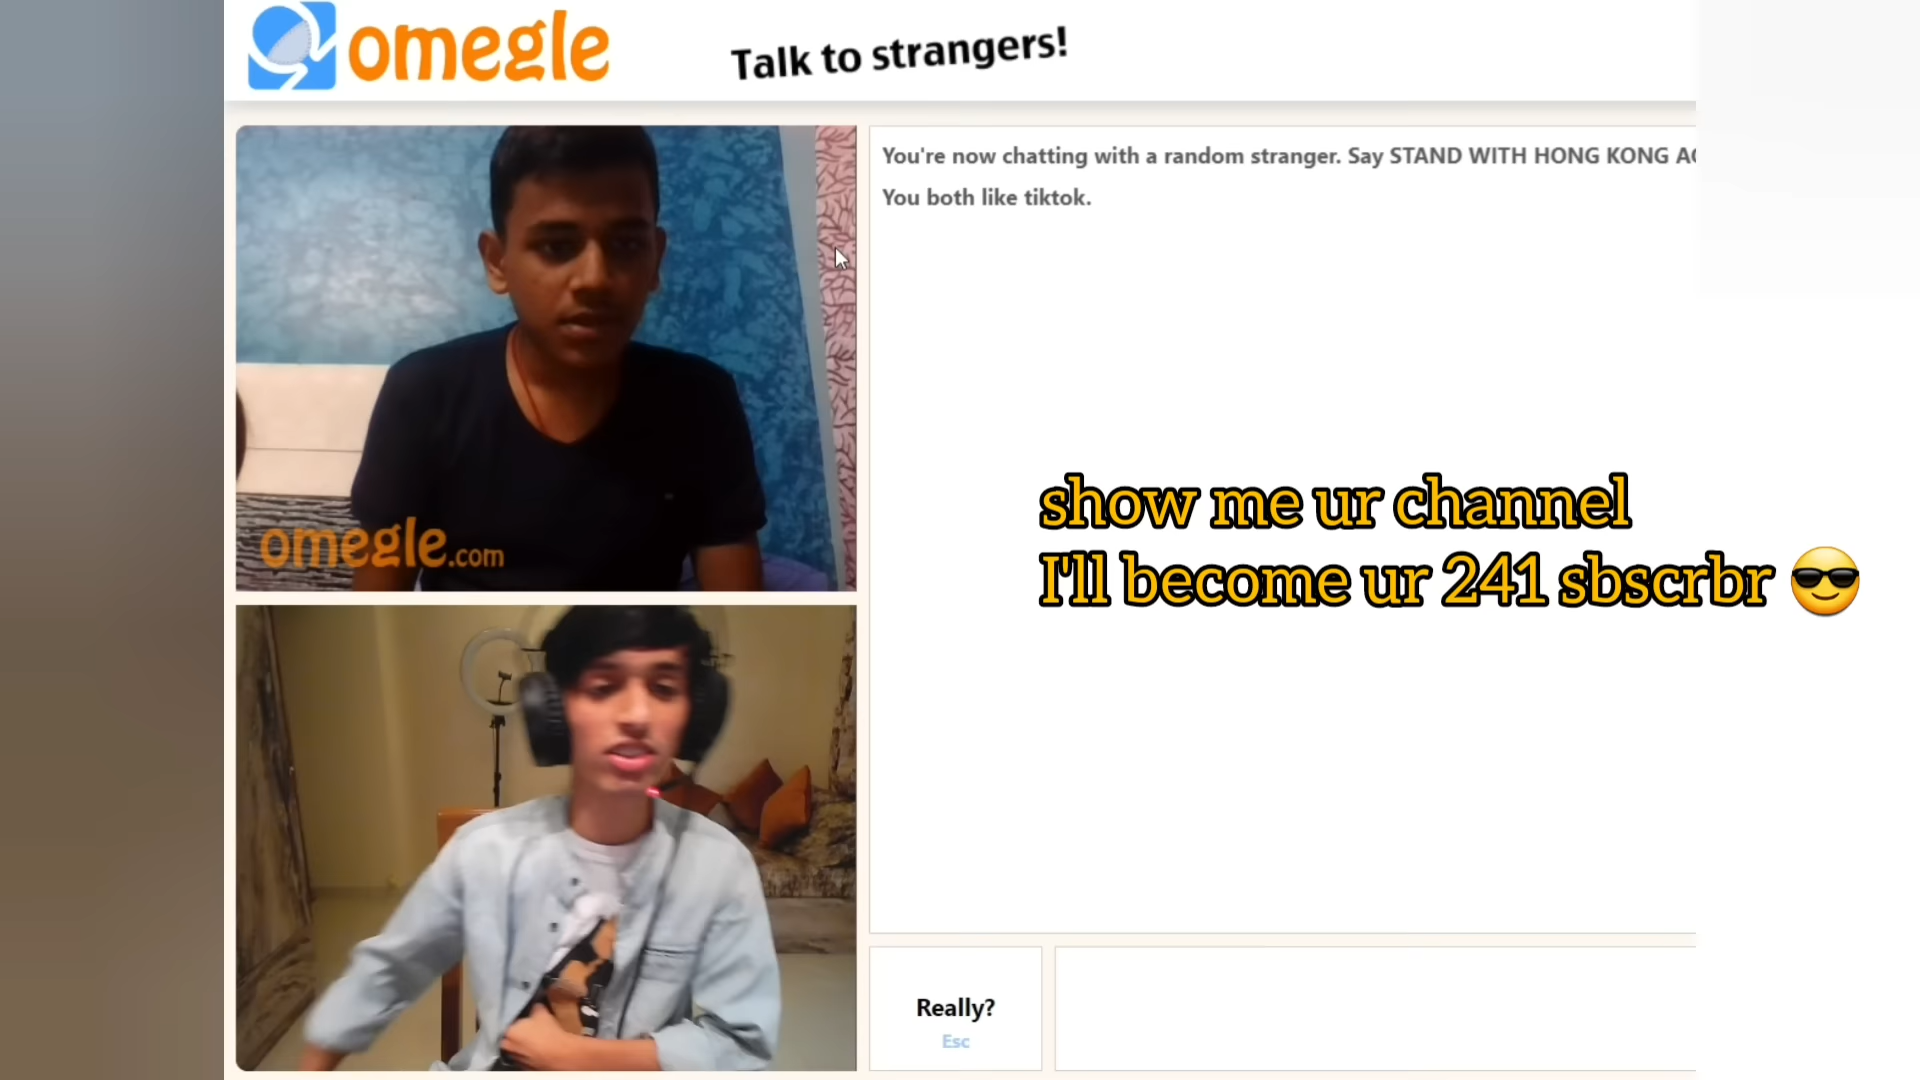 omegle
Talk to strangers!
You're now chatting with a random stranger. Say STAND WITH HONG KONG
You both like tiktok.
show me ur channel
I'll become ur 241 sbscrbr 😎
omegle.com
Really?
Esc